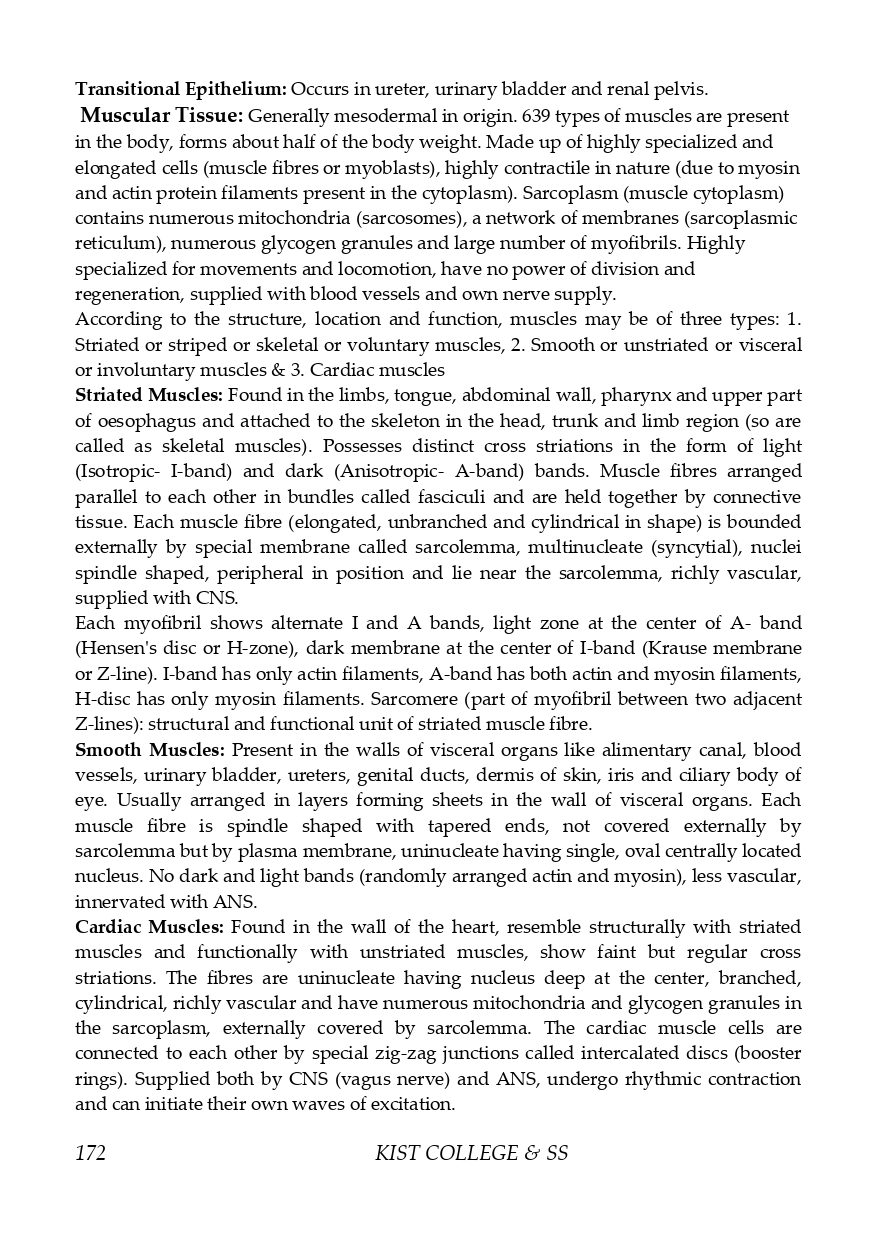 Transitional Epithelium: Occurs in ureter, urinary bladder and renal pelvis.
Muscular Tissue: Generally mesodermal in origin. 639 types of muscles are present
in the body, forms about half of the body weight. Made up of highly specialized and
elongated cells (muscle fibres or myoblasts), highly contractile in nature (due to myosin
and actin protein filaments present in the cytoplasm). Sarcoplasm (muscle cytoplasm)
contains numerous mitochondria (sarcosomes), a network of membranes (sarcoplasmic
reticulum), numerous glycogen granules and large number of myofibrils. Highly
specialized for movements and locomotion, have no power of division and
regeneration, supplied with blood vessels and own nerve supply.
According to the structure, location and function, muscles may be of three types: 1.
Striated or striped or skeletal or voluntary muscles, 2. Smooth or unstriated or visceral
or involuntary muscles & 3. Cardiac muscles
Striated Muscles: Found in the limbs, tongue, abdominal wall, pharynx and upper part
of oesophagus and attached to the skeleton in the head, trunk and limb region (so are
called as skeletal muscles). Possesses distinct cross striations in the form of light
(Isotropic- I-band) and dark (Anisotropic- A-band) bands. Muscle fibres arranged
parallel to each other in bundles called fasciculi and are held together by connective
tissue. Each muscle fibre (elongated, unbranched and cylindrical in shape) is bounded
externally by special membrane called sarcolemma, multinucleate (syncytial), nuclei
spindle shaped, peripheral in position and lie near the sarcolemma, richly vascular,
supplied with CNS.
Each myofibril shows alternate I and A bands, light zone at the center of A- band
(Hensen's disc or H-zone), dark membrane at the center of I-band (Krause membrane
or Z-line). I-band has only actin filaments, A-band has both actin and myosin filaments,
H-disc has only myosin filaments. Sarcomere (part of myofibril between two adjacent
Z-lines): structural and functional unit of striated muscle fibre.
Smooth Muscles: Present in the walls of visceral organs like alimentary canal, blood
vessels, urinary bladder, ureters, genital ducts, dermis of skin, iris and ciliary body of
eye. Usually arranged in layers forming sheets in the wall of visceral organs. Each
muscle fibre is spindle shaped with tapered ends, not covered externally by
sarcolemma but by plasma membrane, uninucleate having single, oval centrally located
nucleus. No dark and light bands (randomly arranged actin and myosin), less vascular,
innervated with ANS.
Cardiac Muscles: Found in the wall of the heart, resemble structurally with striated
muscles and functionally with unstriated muscles, show faint but regular cross
striations. The fibres are uninucleate having nucleus deep at the center, branched,
cylindrical, richly vascular and have numerous mitochondria and glycogen granules in
the sarcoplasm, externally covered by sarcolemma. The cardiac muscle cells are
connected to each other by special zig-zag junctions called intercalated discs (booster
rings). Supplied both by CNS (vagus nerve) and ANS, undergo rhythmic contraction
and can initiate their own waves of excitation.
172 KIST COLLEGE & SS